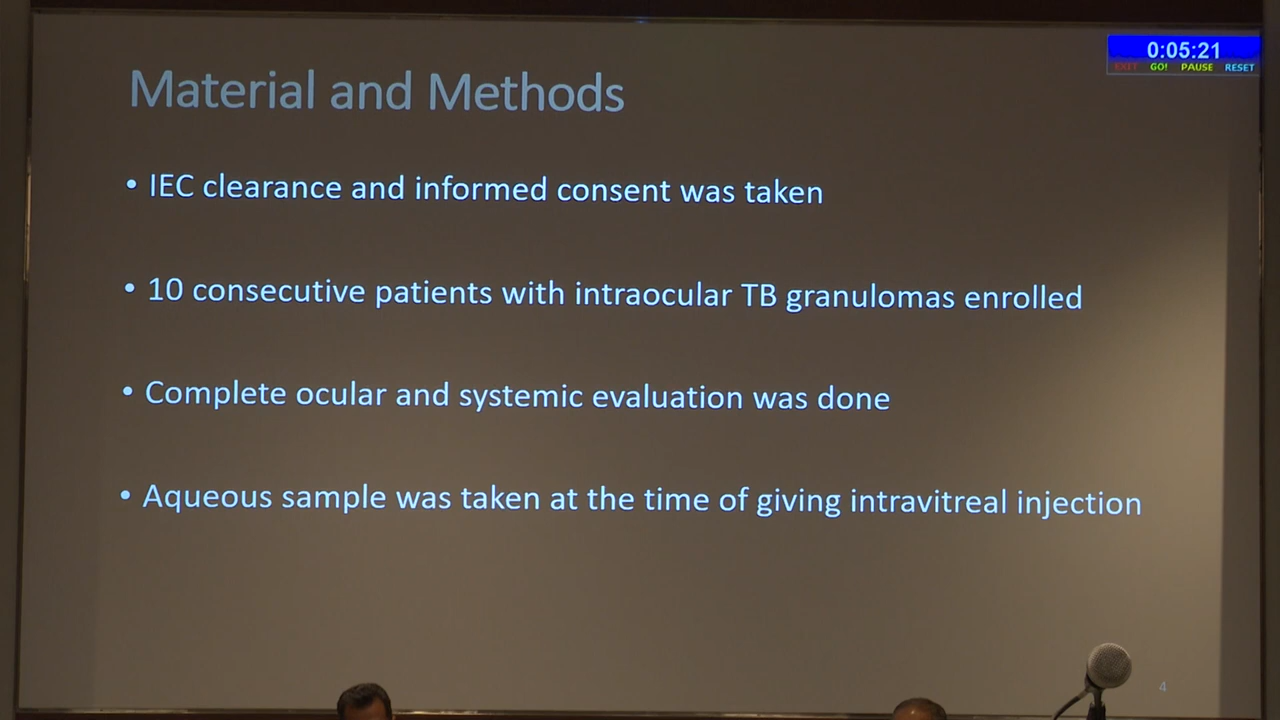 0:05:21
EXIT GO! PAUSE RESET
Material and Methods
• IEC clearance and informed consent was taken
• 10 consecutive patients with intraocular TB granulomas enrolled
• Complete ocular and systemic evaluation was done
• Aqueous sample was taken at the time of giving intravitreal injection
4